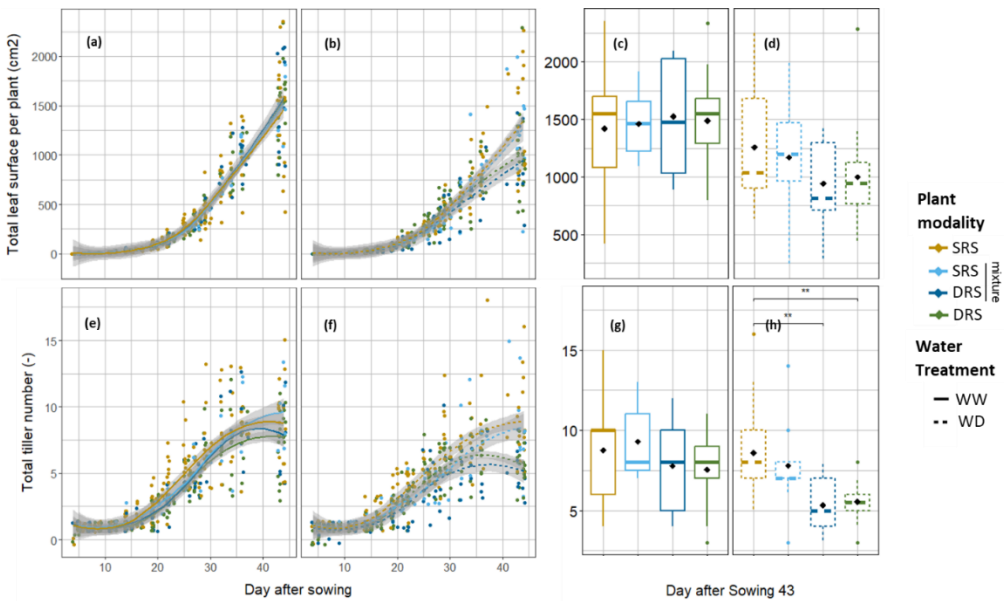 Total leaf surface per plant (cm2)
2000
1500
1000
500
0
(a)
(b)
2000
1500
1000
500
(c)
(d)
Total tiller number (-)
15
10
5
0
(e)
(f)
15
10
5
(g)
(h)
**
**
10
20
30
40
10
20
30
40
Day after sowing
Day after Sowing 43
Plant
modality
SRS
SRS
DRS
mixture
DRS
Water
Treatment
WW
WD